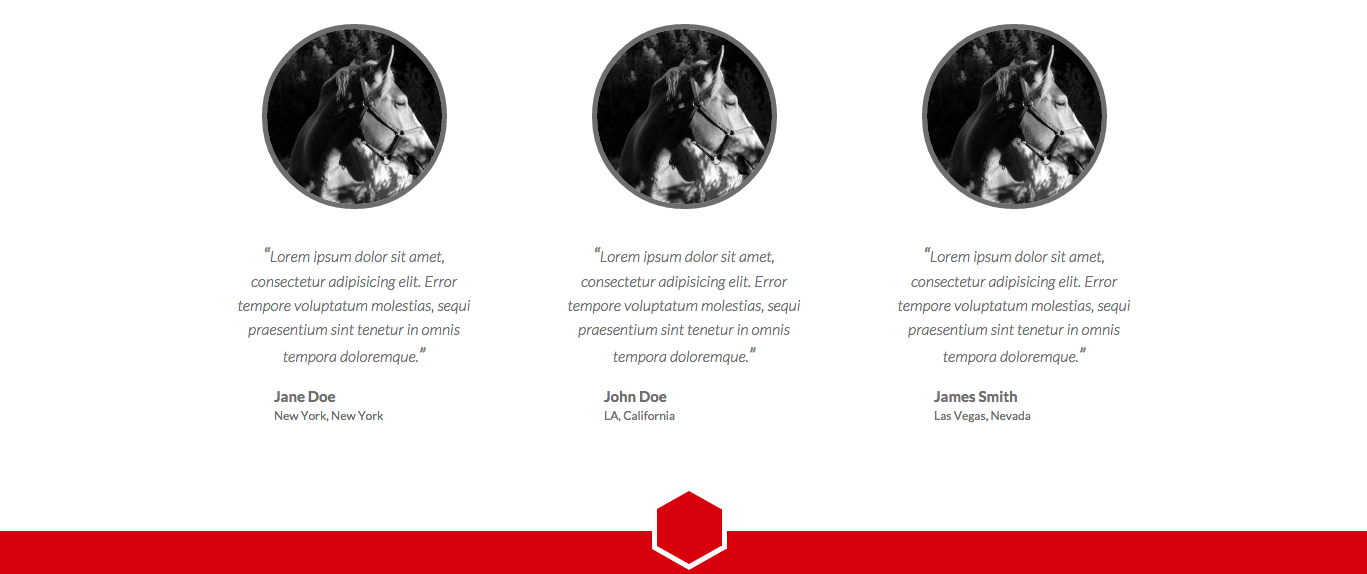 “Lorem ipsum dolor sit amet,
consectetur adipisicing elit. Error
tempore voluptatum molestias, sequi
praesentium sint tenetur in omnis
tempora doloremque.”
Jane Doe
New York, New York
“Lorem ipsum dolor sit amet,
consectetur adipisicing elit. Error
tempore voluptatum molestias, sequi
praesentium sint tenetur in omnis
tempora doloremque.”
John Doe
LA, California
“Lorem ipsum dolor sit amet,
consectetur adipisicing elit. Error
tempore voluptatum molestias, sequi
praesentium sint tenetur in omnis
tempora doloremque.”
James Smith
Las Vegas, Nevada